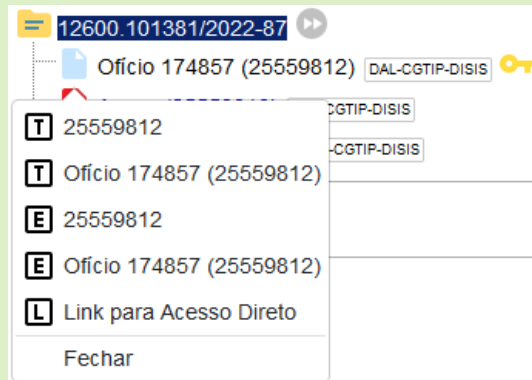 12600.101381/2022-87
Ofício 174857 (25559812) DAL-CGTIP-DISIS
CGTIP-DISIS
-CGTIP-DISIS
T 25559812
T Ofício 174857 (25559812)
E 25559812
E Ofício 174857 (25559812)
L Link para Acesso Direto
Fechar